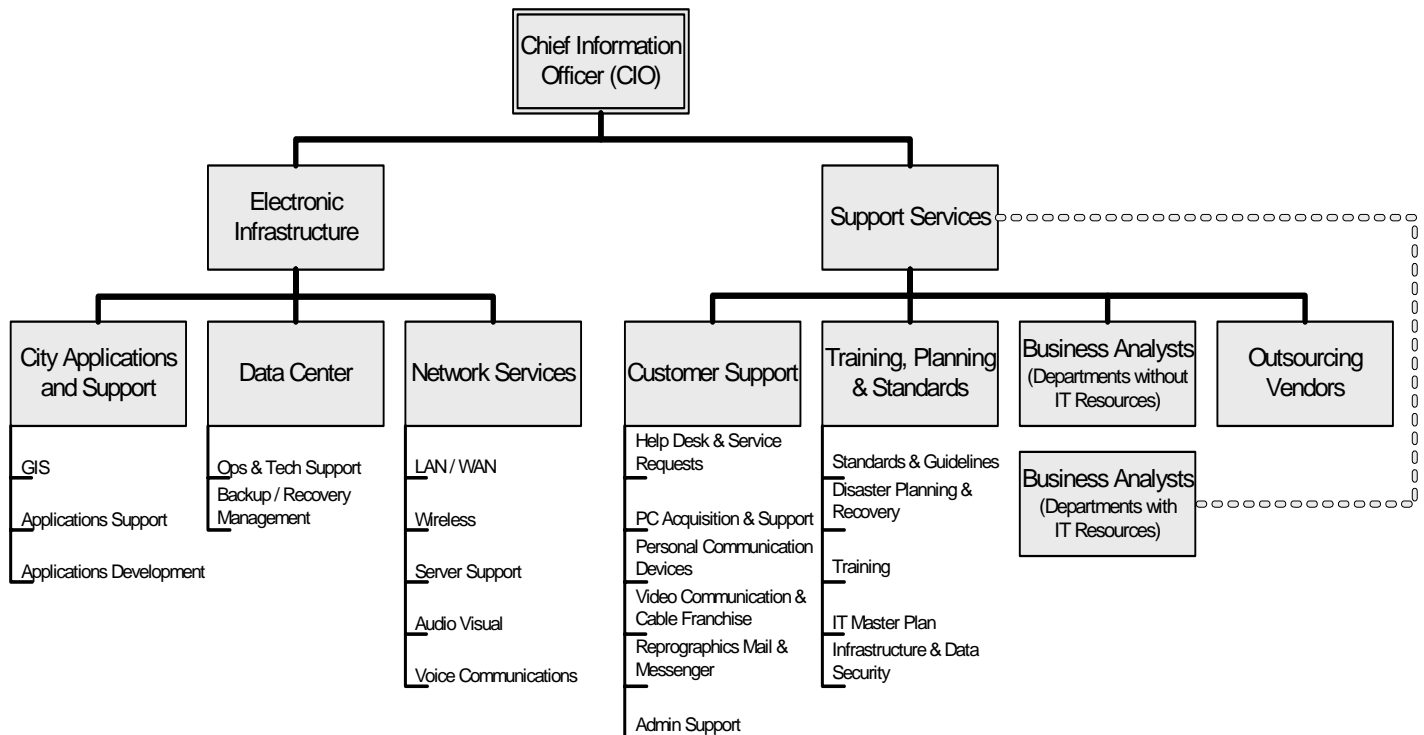 Chief Information
Officer (CIO)
Electronic
Infrastructure
Support Services
City Applications
and Support
Data Center
Network Services
Customer Support
Training, Planning
& Standards
Business Analysts
(Departments without
IT Resources)
Outsourcing
Vendors
GIS
Applications Support
Applications Development
Ops & Tech Support
Backup / Recovery
Management
LAN / WAN
Wireless
Server Support
Audio Visual
Voice Communications
Help Desk & Service
Requests
PC Acquisition & Support
Personal Communication
Devices
Video Communication &
Cable Franchise
Reprographics Mail &
Messenger
Admin Support
Standards & Guidelines
Disaster Planning &
Recovery
Training
IT Master Plan
Infrastructure & Data
Security
Business Analysts
(Departments with
IT Resources)